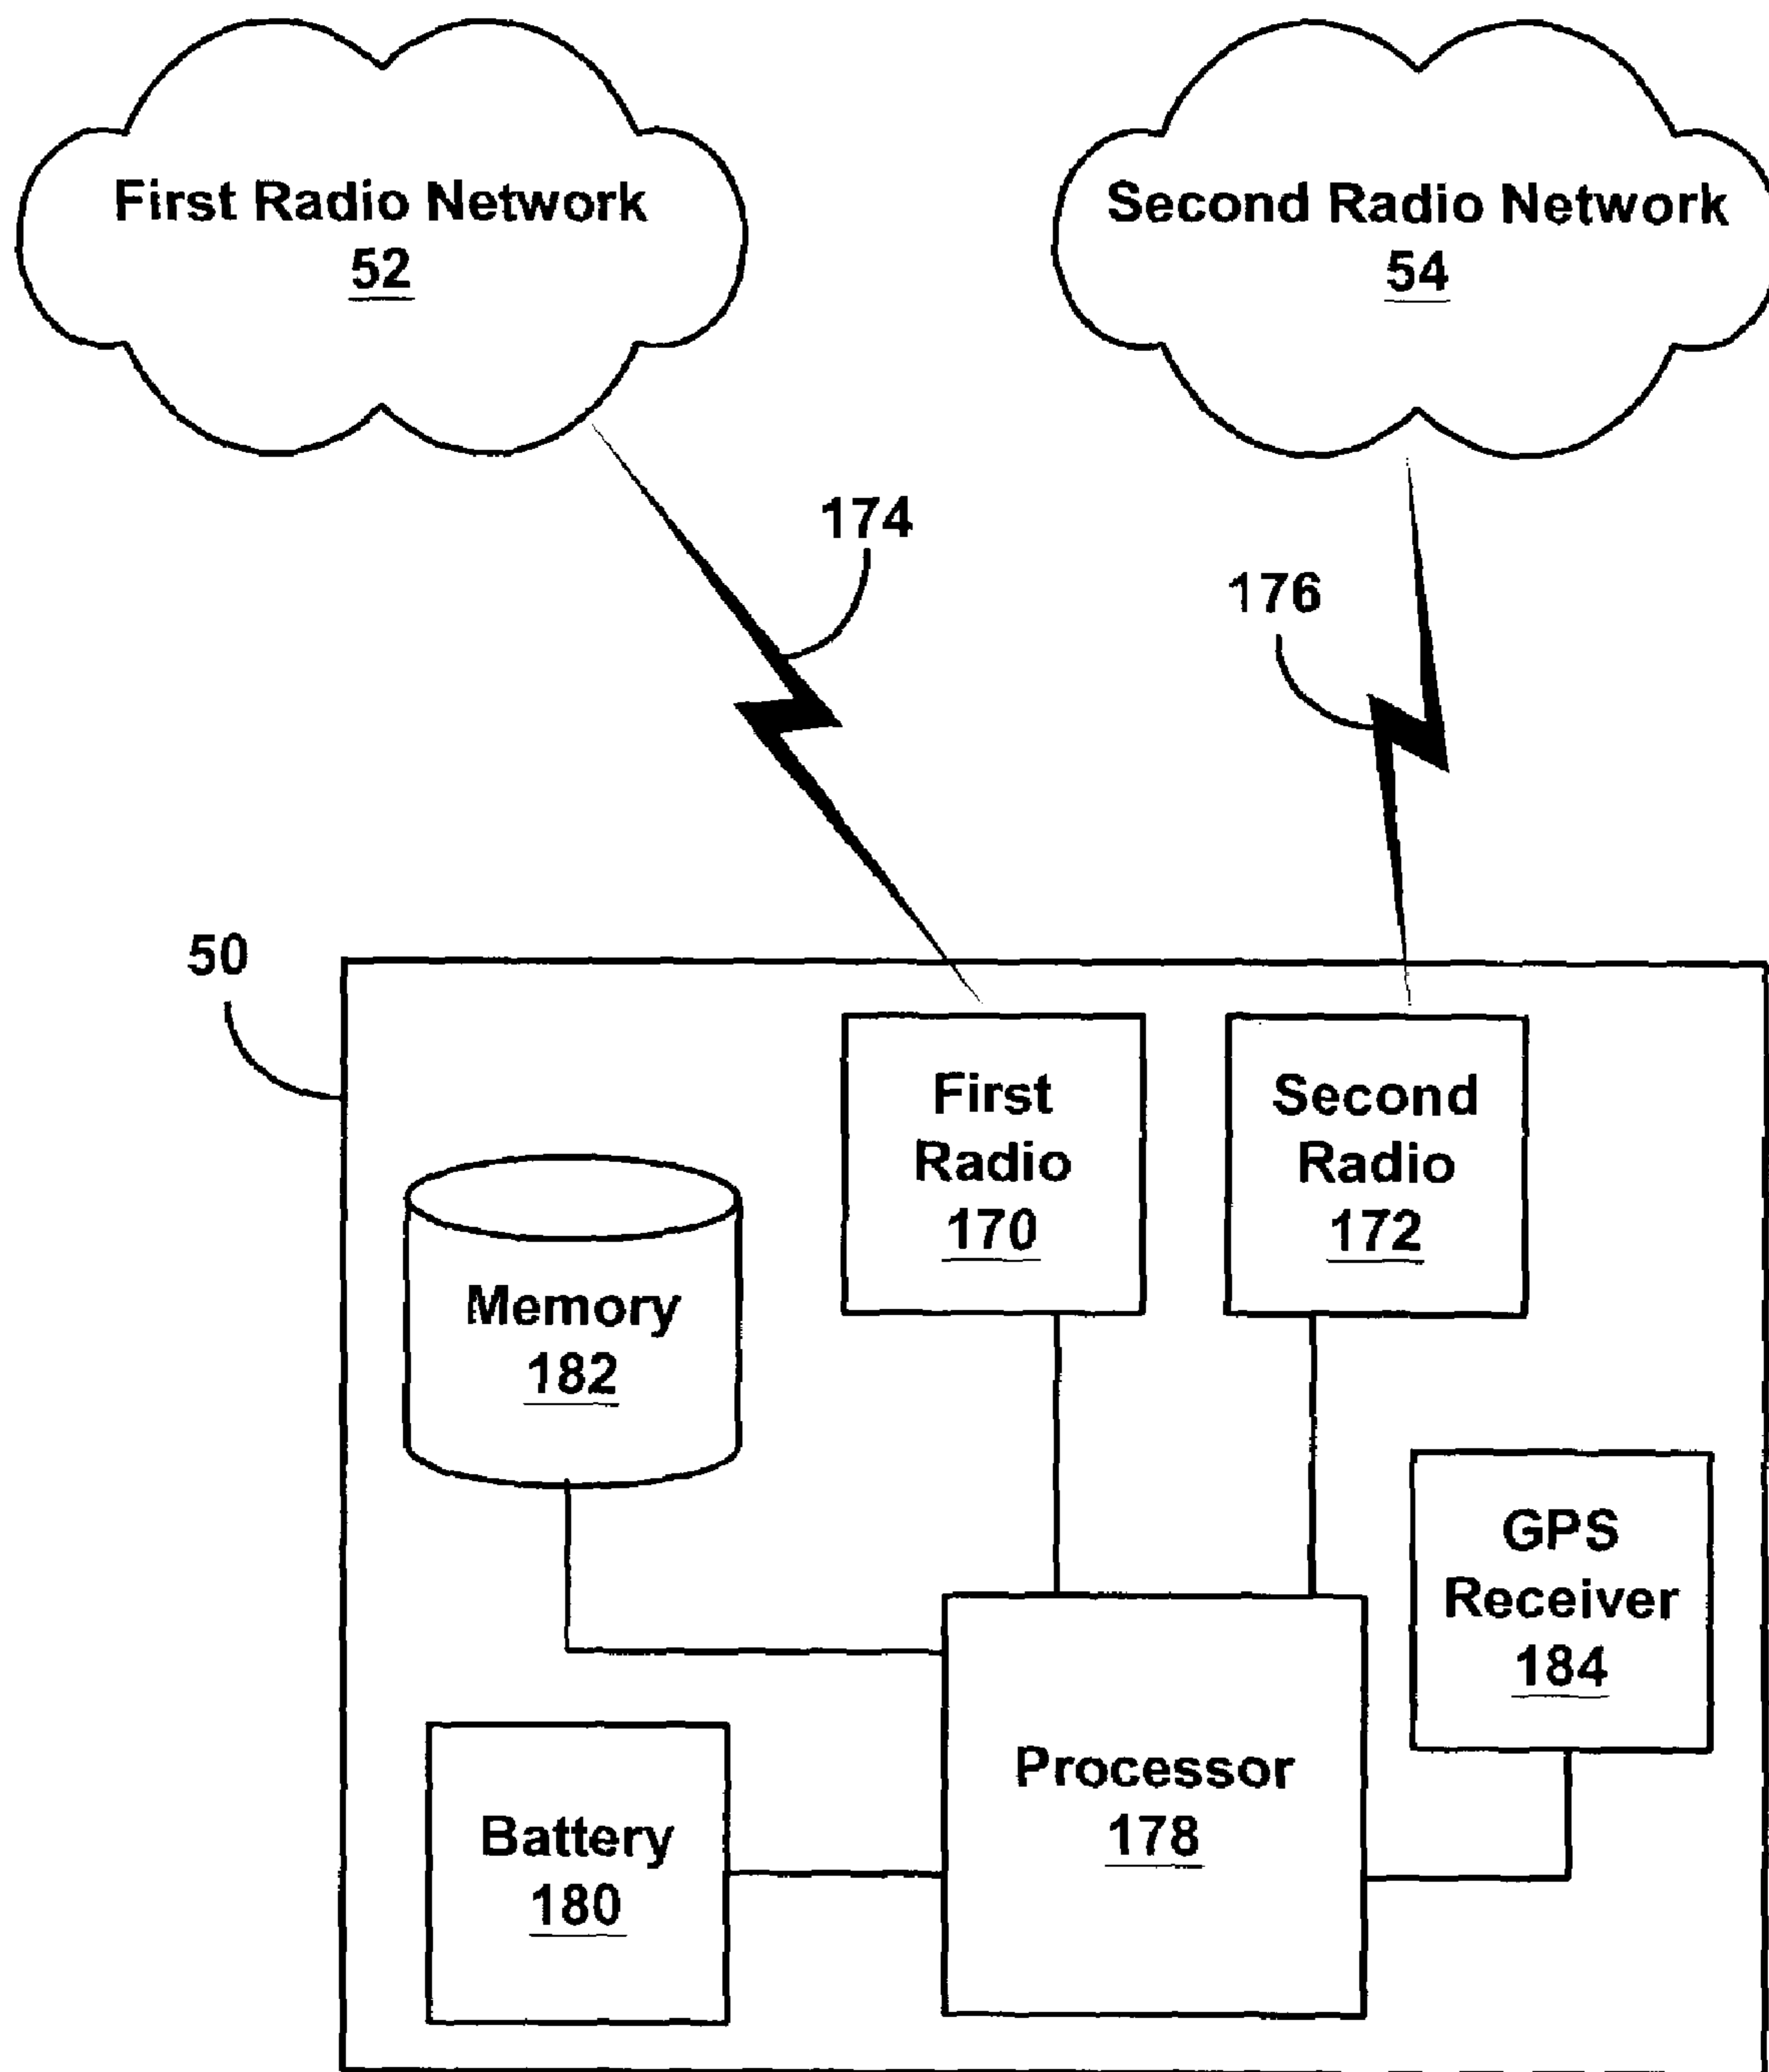 First Radio Network
52
Second Radio Network
54
174
176
50
First
Radio
170
Second
Radio
172
Memory
182
GPS
Receiver
184
Processor
178
Battery
180